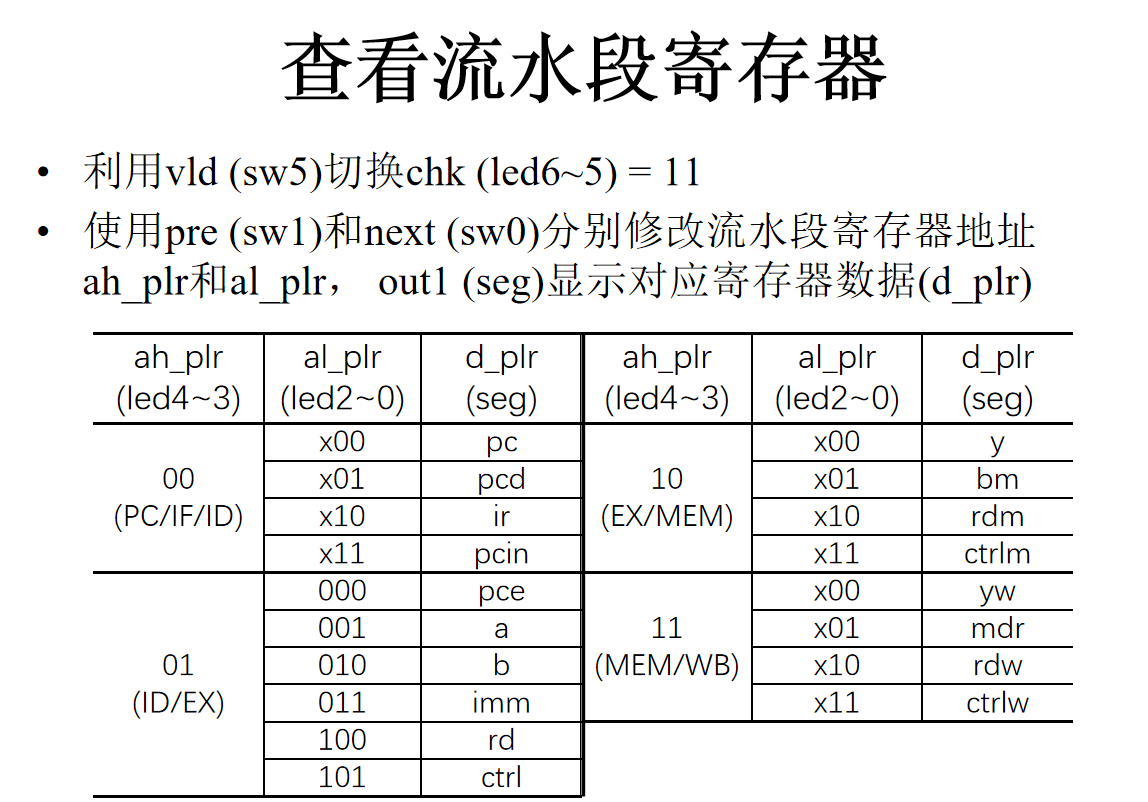 查看流水段寄存器
• 利用vld (sw5)切换chk (led6~5) = 11
• 使用pre (sw1)和next (sw0)分别修改流水段寄存器地址
ah_plr和al_plr， out1 (seg)显示对应寄存器数据(d_plr)
ah_plr al_plr d_plr ah_plr al_plr d_plr
(led4~3) (led2~0) (seg) (led4~3) (led2~0) (seg)
00
(PC/IF/ID)
x00 pc
x01 pcd
x10 ir
x11 pcin
01
(ID/EX)
000 pce
001 a
010 b
011 imm
100 rd
101 ctrl
10
(EX/MEM)
x00 y
x01 bm
x10 rdm
x11 ctrlm
11
(MEM/WB)
x00 yw
x01 mdr
x10 rdw
x11 ctrlw